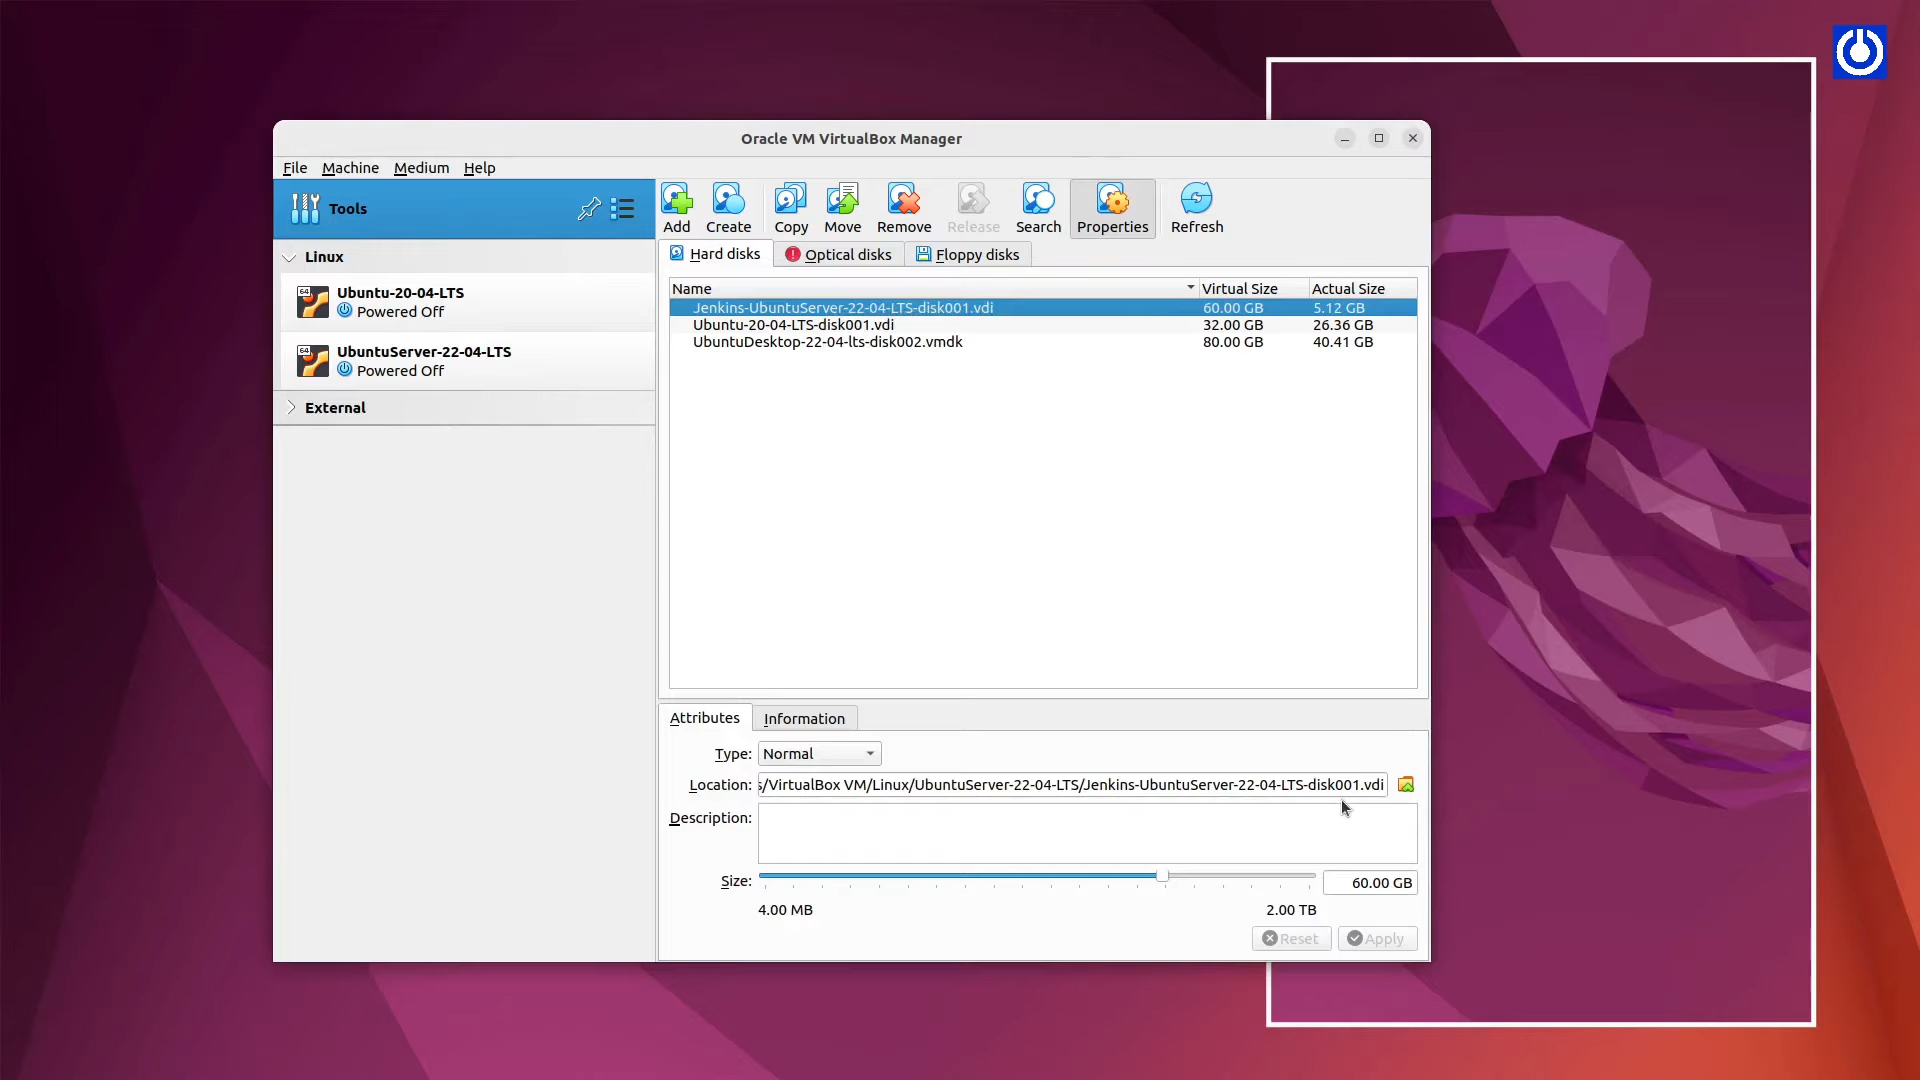 Oracle VM VirtualBox Manager
File Machine Medium Help
Tools
Linux
64
Ubuntu-20-04-LTS
Powered Off
64
UbuntuServer-22-04-LTS
Powered Off
External
Add Create Copy Move Remove Release Search Properties Refresh
Hard disks Optical disks Floppy disks
Name Virtual Size Actual Size
Jenkins-UbuntuServer-22-04-LTS-disk001.vdi 60.00 GB 5.12 GB
Ubuntu-20-04-LTS-disk001.vdi 32.00 GB 26.36 GB
UbuntuDesktop-22-04-lts-disk002.vmdk 80.00 GB 40.41 GB
Attributes Information
Type: Normal
Location: s/VirtualBox VM/Linux/UbuntuServer-22-04-LTS/Jenkins-UbuntuServer-22-04-LTS-disk001.vdi
Description:
Size: 60.00 GB
4.00 MB 2.00 TB
Reset Apply